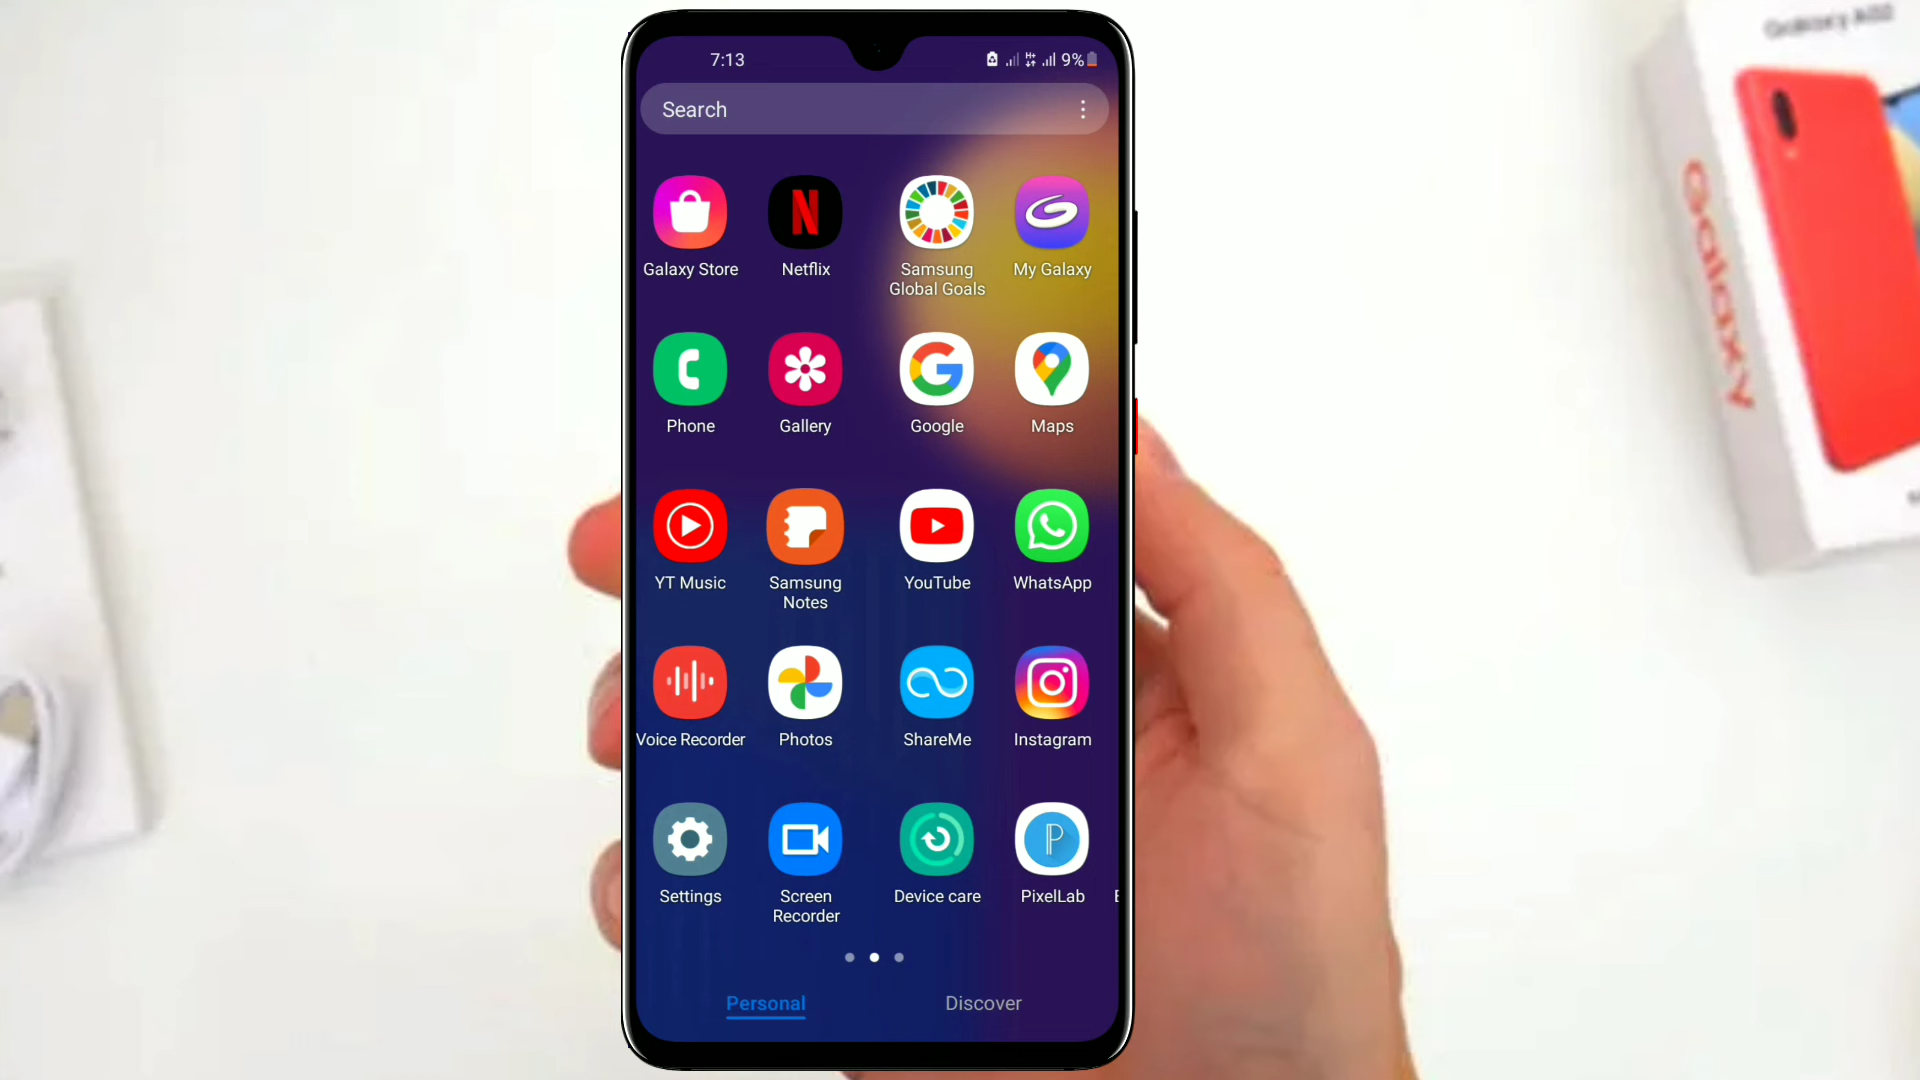 7:13
H+
9%
Search
Galaxy Store
Netflix
Samsung
Global Goals
My Galaxy
Phone
Gallery
Google
Maps
YT Music
Samsung
Notes
YouTube
WhatsApp
Voice Recorder
Photos
ShareMe
Instagram
Settings
Screen
Recorder
Device care
PixelLab
Personal
Discover
Galaxy
Galaxy